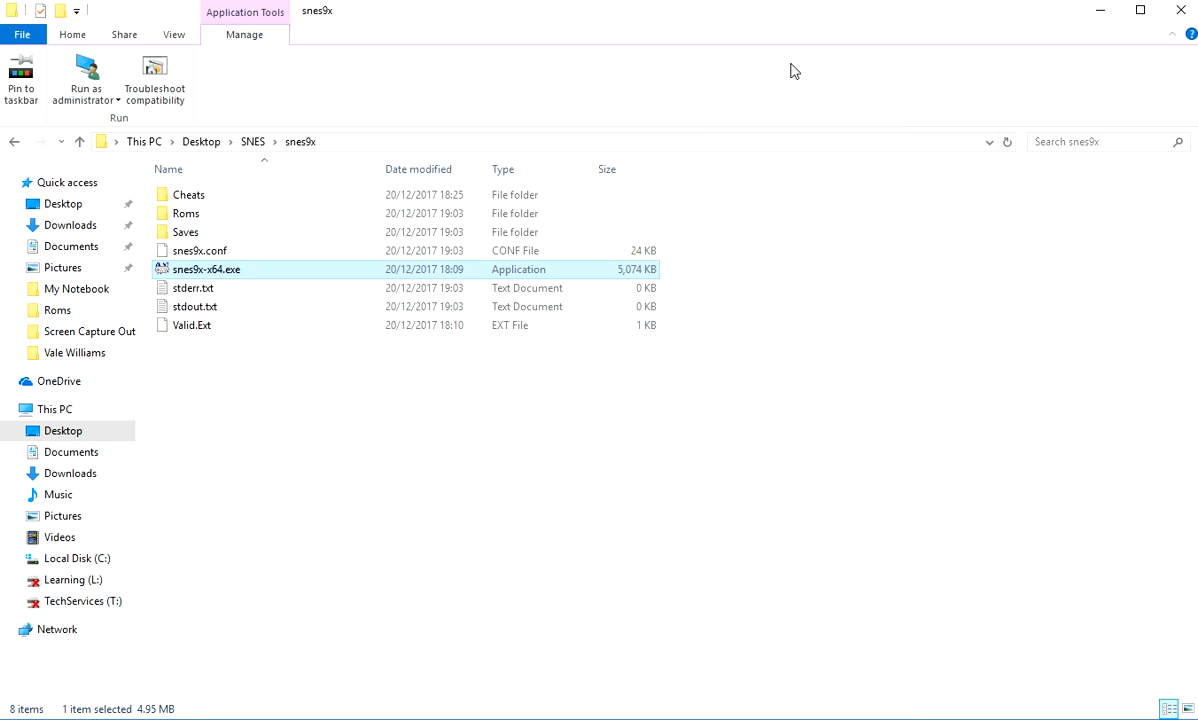 Application Tools snes9x
File Home Share View Manage
Pin to taskbar
Run as administrator
Troubleshoot compatibility
Run
This PC Desktop SNES snes9x
Search snes9x
Name Date modified Type Size
Cheats 20/12/2017 18:25 File folder
Roms 20/12/2017 19:03 File folder
Saves 20/12/2017 19:03 File folder
snes9x.conf 20/12/2017 19:03 CONF File 24 KB
snes9x-x64.exe 20/12/2017 18:09 Application 5,074 KB
stderr.txt 20/12/2017 19:03 Text Document 0 KB
stdout.txt 20/12/2017 19:03 Text Document 0 KB
Valid.Ext 20/12/2017 18:10 EXT File 1 KB
Quick access
Desktop
Downloads
Documents
Pictures
My Notebook
Roms
Screen Capture Out
Vale Williams
OneDrive
This PC
Desktop
Documents
Downloads
Music
Pictures
Videos
Local Disk (C:)
Learning (L:)
TechServices (T:)
Network
8 items 1 item selected 4.95 MB